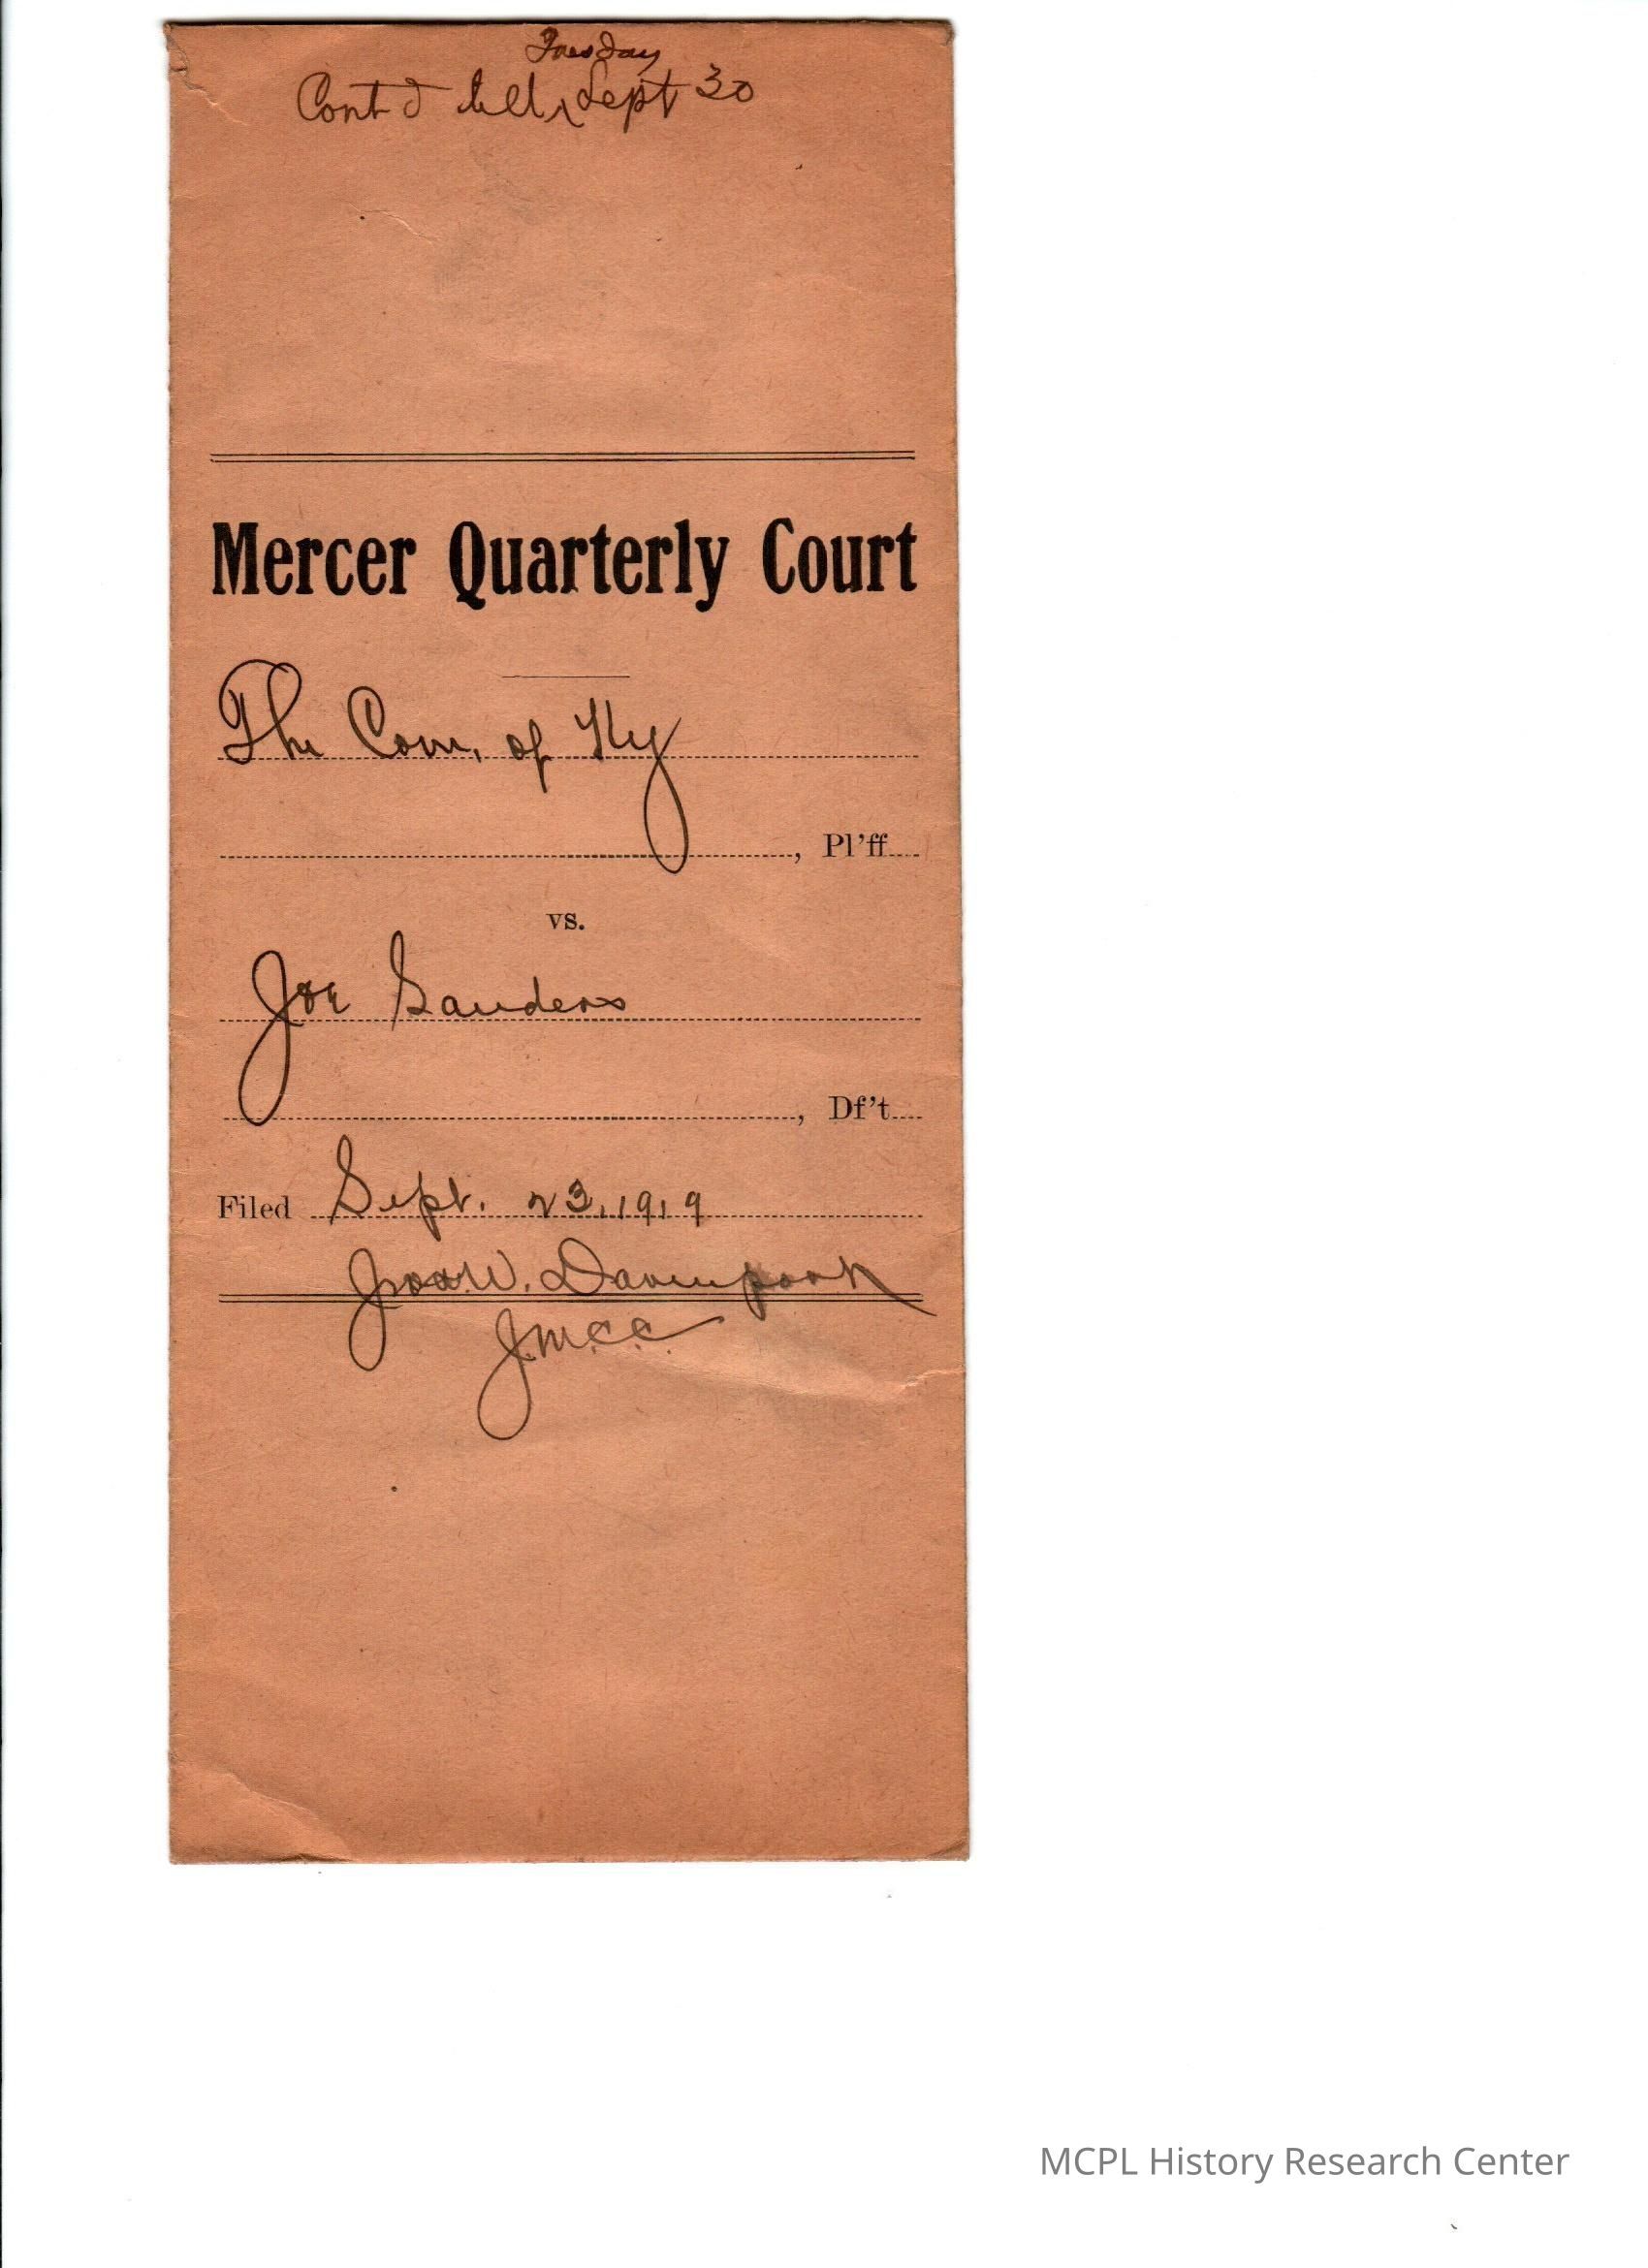 Tuesday
Cont'd till ^ Sept 30
Mercer Quarterly Court
The Com. of Ky
, Pl'ff
vs.
Joe Sanders
, Df't
Filed Sept. 23, 1919
W. Davenport
J.M.C.C.
MCPL History Research Center